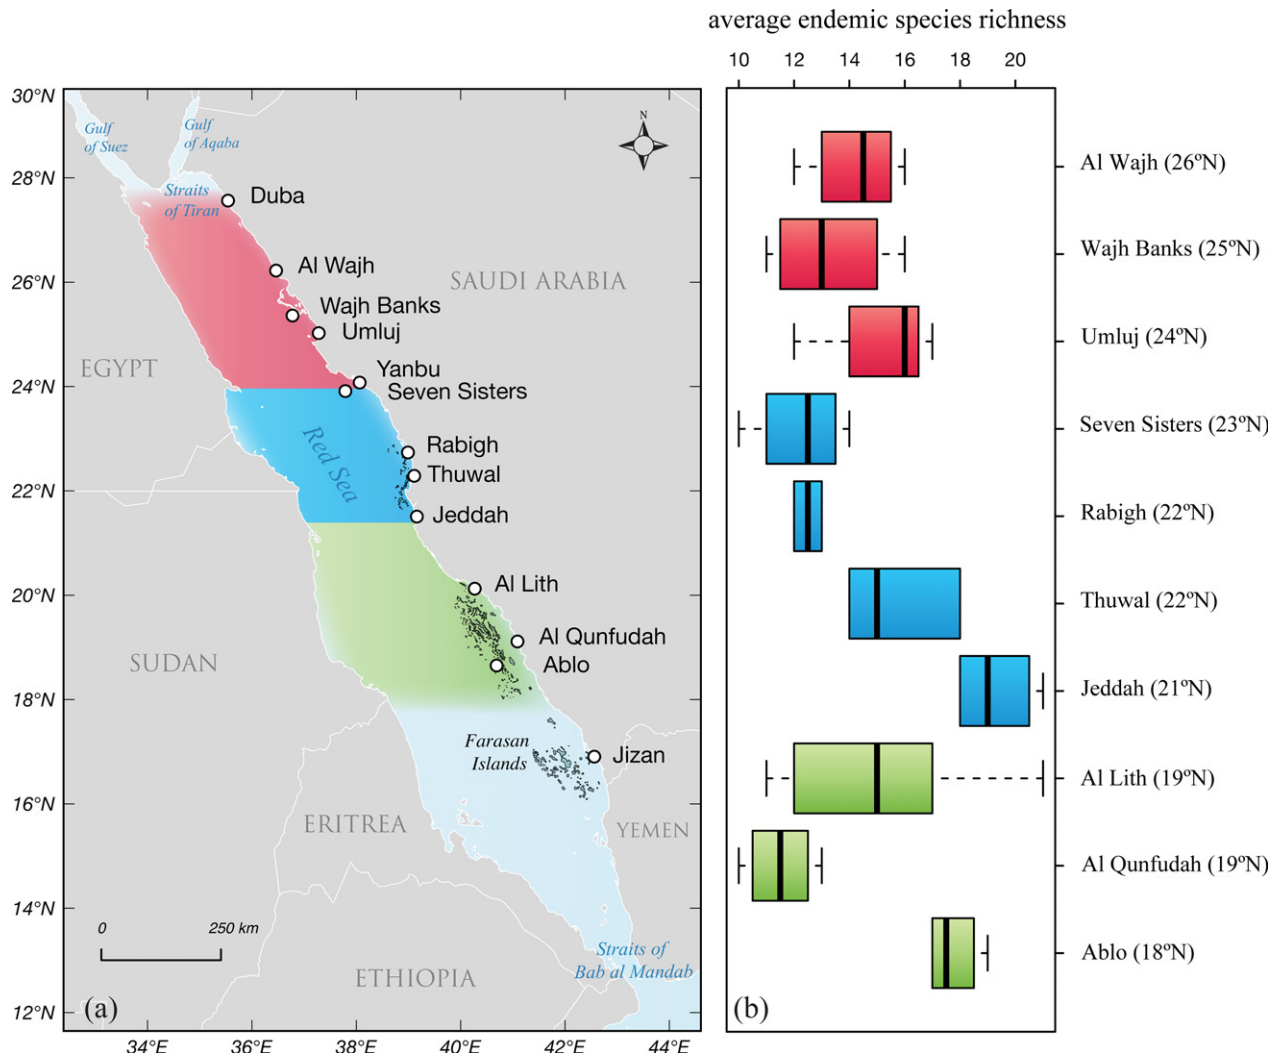 average endemic species richness
10 12 14 16 18 20
30°N
28°N
26°N
24°N
22°N
20°N
18°N
16°N
14°N
12°N
Gulf
of Suez
Gulf
of Aqaba
N
Straits
of Tiran
Duba
Al Wajh
SAUDI ARABIA
Wajh Banks
Umluj
EGYPT
Yanbu
Seven Sisters
Red Sea
Rabigh
Thuwal
Jeddah
Al Lith
Al Qunfudah
Ablo
SUDAN
Farasan
Islands
Jizan
ERITREA
YEMEN
0 250 km
Straits of
Bab al Mandab
ETHIOPIA
(a)
34°E 36°E 38°E 40°E 42°E 44°E
Al Wajh (26ºN)
Wajh Banks (25ºN)
Umluj (24ºN)
Seven Sisters (23ºN)
Rabigh (22ºN)
Thuwal (22ºN)
Jeddah (21ºN)
Al Lith (19ºN)
Al Qunfudah (19ºN)
Ablo (18ºN)
(b)